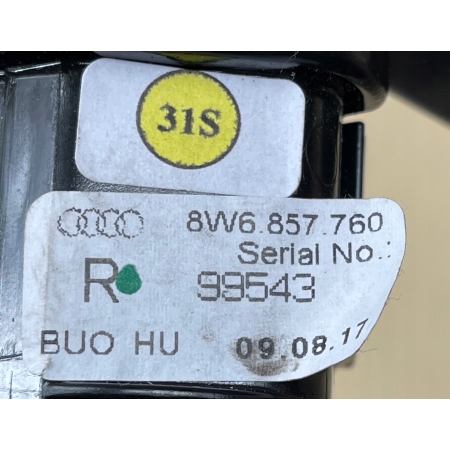 31S
8W6.857.760
Serial No.:
R 99543
BUO HU 09.08.17